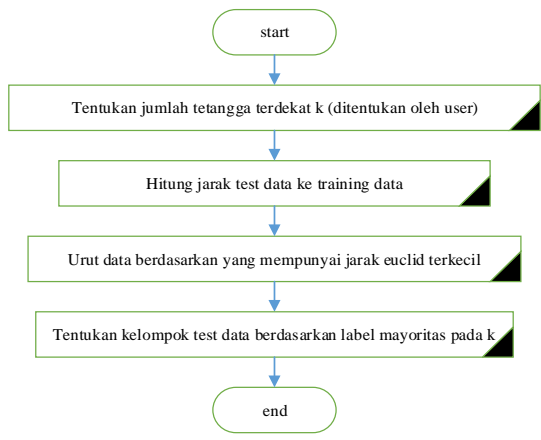 start
Tentukan jumlah tetangga terdekat k (ditentukan oleh user)
Hitung jarak test data ke training data
Urut data berdasarkan yang mempunyai jarak euclid terkecil
Tentukan kelompok test data berdasarkan label mayoritas pada k
end